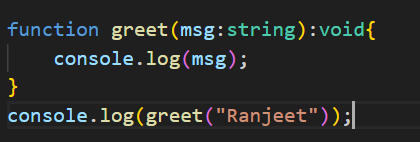 function greet(msg:string):void{
    console.log(msg);
}
console.log(greet("Ranjeet"));